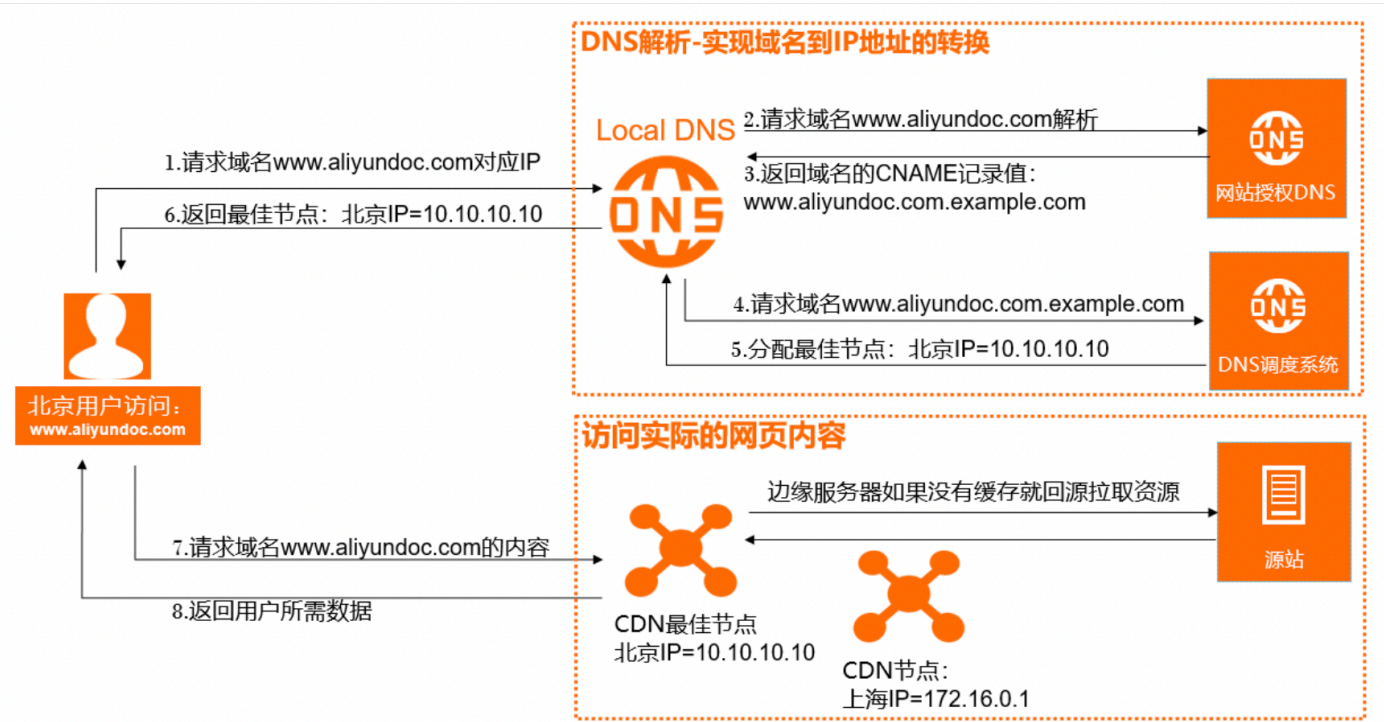 DNS解析-实现域名到IP地址的转换
Local DNS
DNS
1.请求域名www.aliyundoc.com对应IP
6.返回最佳节点：北京IP=10.10.10.10
2.请求域名www.aliyundoc.com解析
3.返回域名的CNAME记录值：
www.aliyundoc.com.example.com
DNS
网站授权DNS
4.请求域名www.aliyundoc.com.example.com
5.分配最佳节点：北京IP=10.10.10.10
DNS
DNS调度系统
北京用户访问：
www.aliyundoc.com
访问实际的网页内容
边缘服务器如果没有缓存就回源拉取资源
源站
7.请求域名www.aliyundoc.com的内容
8.返回用户所需数据
CDN最佳节点
北京IP=10.10.10.10
CDN节点：
上海IP=172.16.0.1